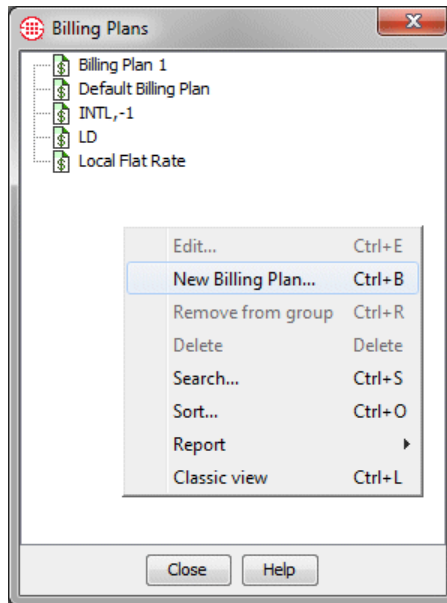 Billing Plans
Billing Plan 1
Default Billing Plan
INTL,-1
LD
Local Flat Rate
Edit... Ctrl+E
New Billing Plan... Ctrl+B
Remove from group Ctrl+R
Delete Delete
Search... Ctrl+S
Sort... Ctrl+O
Report
Classic view Ctrl+L
Close Help